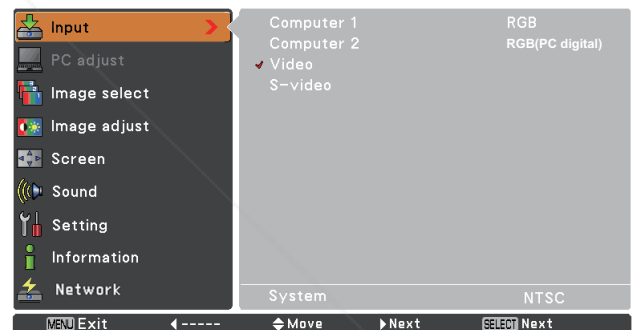 Input
PC adjust
Image select
Image adjust
Screen
Sound
Setting
Information
Network
Computer 1 RGB
Computer 2 RGB(PC digital)
Video
S-video
System NTSC
MENU Exit ----- Move Next SELECT Next